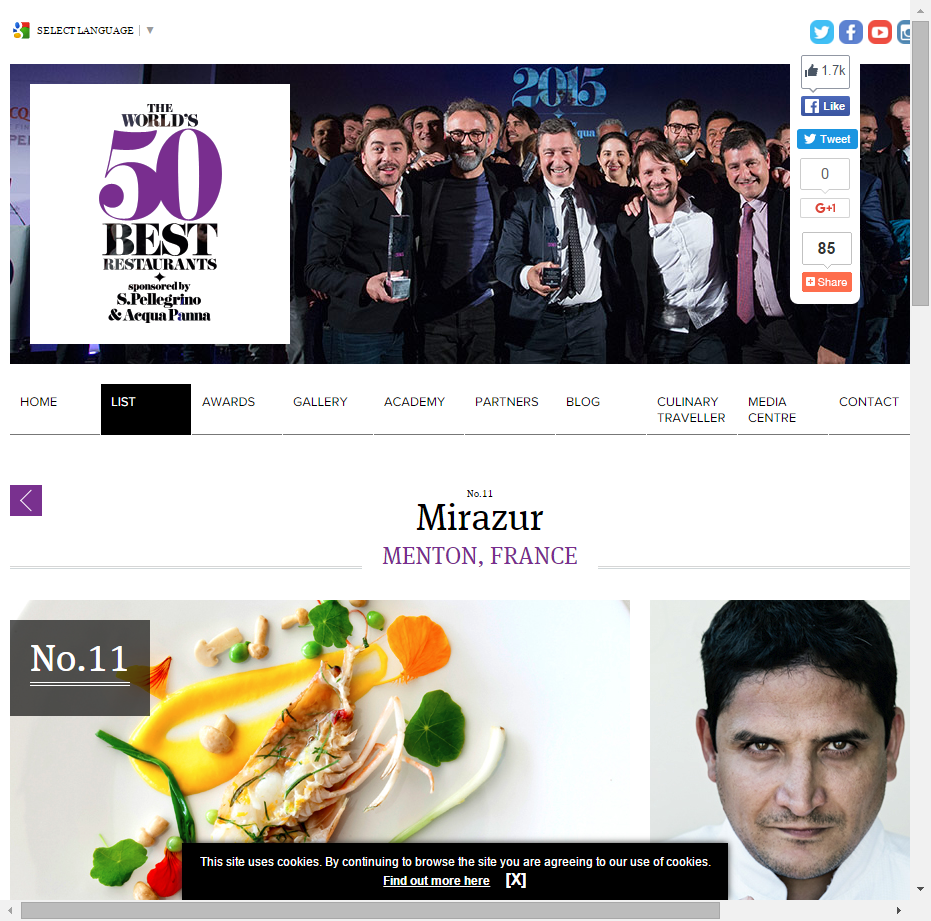 SELECT LANGUAGE ▼
1.7k
Like
Tweet
0
G+1
85
Share
2015
THE
WORLD'S
50
BEST
RESTAURANTS
sponsored by
S.Pellegrino
& Acqua Panna
HOME
LIST
AWARDS
GALLERY
ACADEMY
PARTNERS
BLOG
CULINARY
TRAVELLER
MEDIA
CENTRE
CONTACT
No.11
Mirazur
MENTON, FRANCE
No.11
This site uses cookies. By continuing to browse the site you are agreeing to our use of cookies.
Find out more here [X]